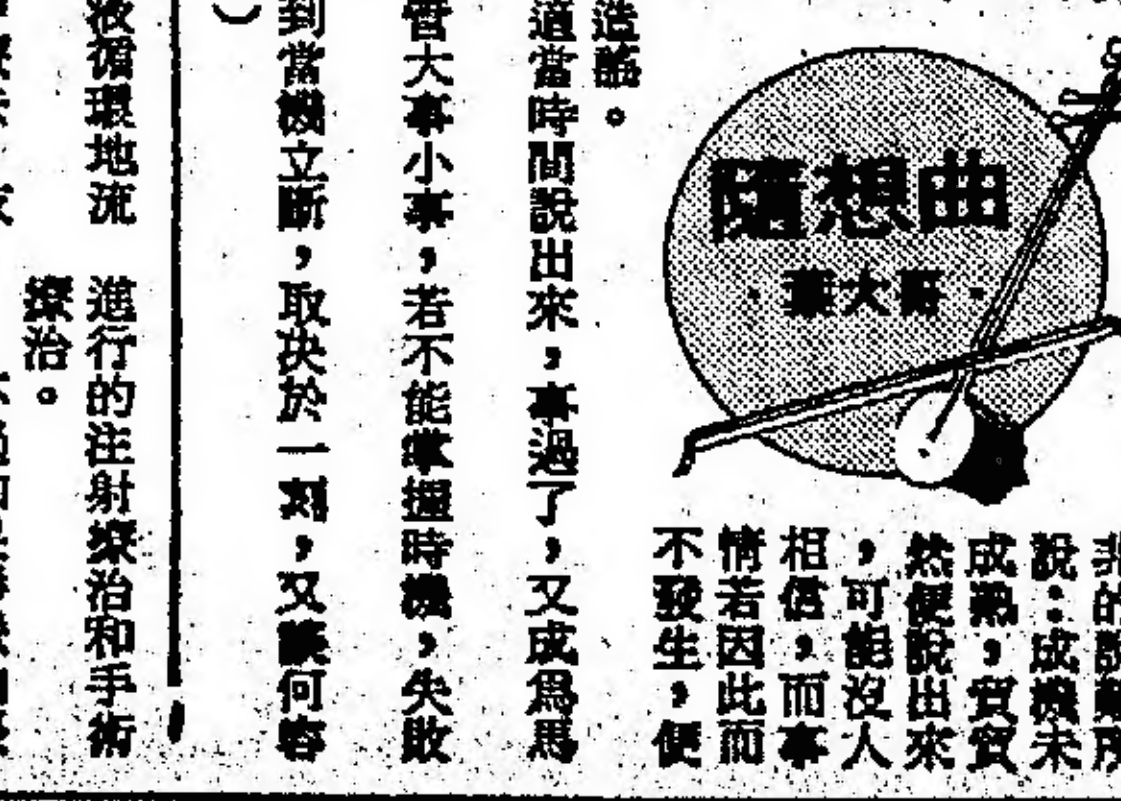 隨想曲
大哥
非的說難所
說：成機未
成熟，貿貿
然便說出來
，可能沒人
相信，而事
情若因此而
不發生，便
造謠。
適當時間說出來，事過了，又成爲馬
大事小事，若不能掌握時機，失敗
到當機立斷，取決於一刻，又談何容
）
液循環地流
進行的注射療治和手術
療治。